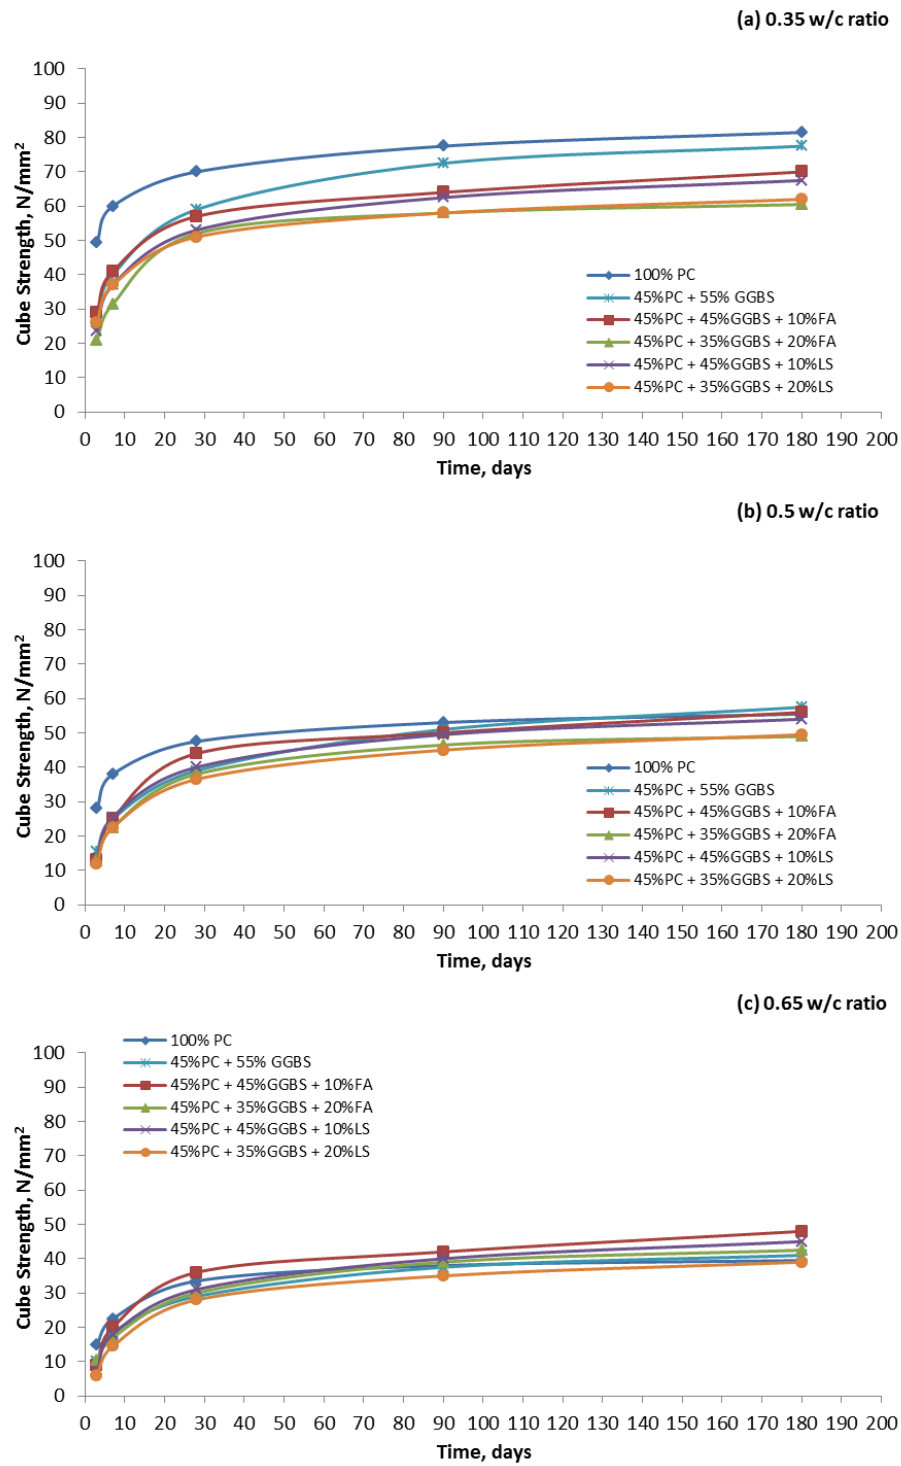 (a) 0.35 w/c ratio
100
90
80
70
60
50
40
30
20
10
0
Cube Strength, N/mm²
100% PC
45%PC + 55% GGBS
45%PC + 45%GGBS + 10%FA
45%PC + 35%GGBS + 20%FA
45%PC + 45%GGBS + 10%LS
45%PC + 35%GGBS + 20%LS
0 10 20 30 40 50 60 70 80 90 100 110 120 130 140 150 160 170 180 190 200
Time, days
(b) 0.5 w/c ratio
100
90
80
70
60
50
40
30
20
10
0
Cube Strength, N/mm²
100% PC
45%PC + 55% GGBS
45%PC + 45%GGBS + 10%FA
45%PC + 35%GGBS + 20%FA
45%PC + 45%GGBS + 10%LS
45%PC + 35%GGBS + 20%LS
0 10 20 30 40 50 60 70 80 90 100 110 120 130 140 150 160 170 180 190 200
Time, days
(c) 0.65 w/c ratio
100% PC
45%PC + 55% GGBS
45%PC + 45%GGBS + 10%FA
45%PC + 35%GGBS + 20%FA
45%PC + 45%GGBS + 10%LS
45%PC + 35%GGBS + 20%LS
100
90
80
70
60
50
40
30
20
10
0
Cube Strength, N/mm²
0 10 20 30 40 50 60 70 80 90 100 110 120 130 140 150 160 170 180 190 200
Time, days